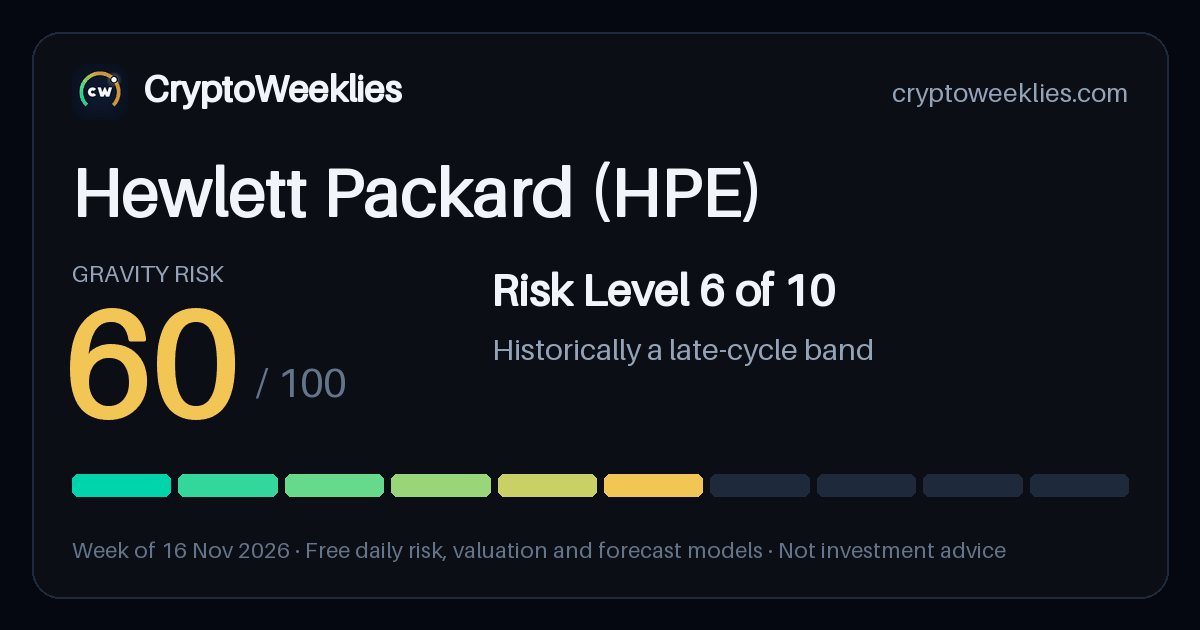 CW
CryptoWeeklies
cryptoweeklies.com
Hewlett Packard (HPE)
GRAVITY RISK
60 / 100
Risk Level 6 of 10
Historically a late-cycle band
Week of 16 Nov 2026 · Free daily risk, valuation and forecast models · Not investment advice